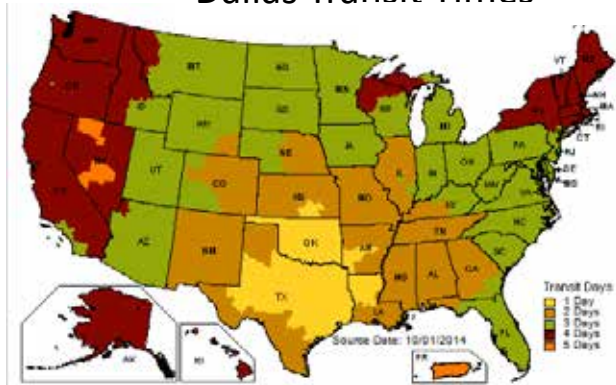 Dallas Transit Times
WA
MT
ND
MN
VT
OR
ID
SD
WI
MI
NY
NH
MA
RI
CT
WY
IA
PA
NJ
NE
IL
IN
OH
DE
NV
UT
CO
WV
VA
CA
KS
MO
KY
NC
TN
AZ
NM
OK
AR
SC
MS
AL
GA
TX
LA
FL
AK
HI
PR
Source Date: 10/01/2014
Transit Days
1 Day
2 Days
3 Days
4 Days
5 Days